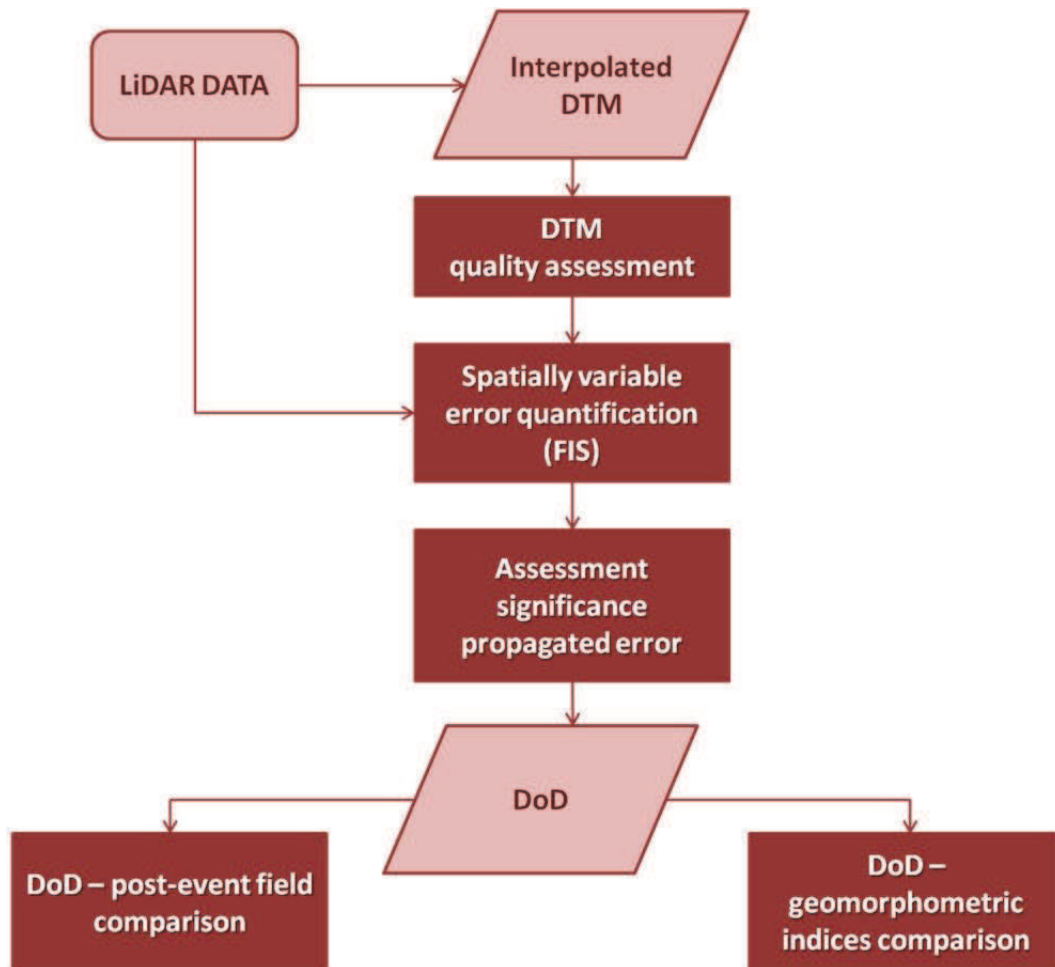 LiDAR DATA
Interpolated
DTM
DTM
quality assessment
Spatially variable
error quantification
(FIS)
Assessment
significance
propagated error
DoD
DoD – post-event field
comparison
DoD –
geomorphometric
indices comparison